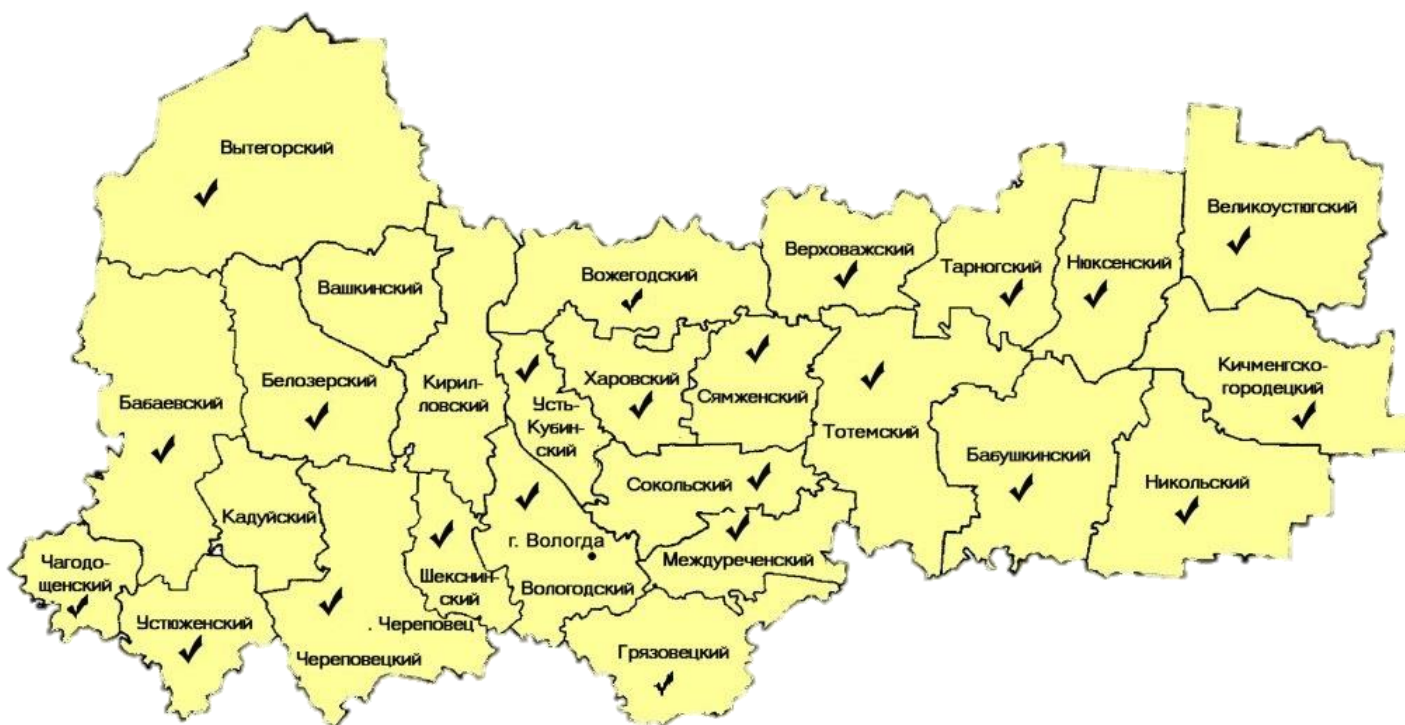 Вытегорский
Великоустюгский
Верховажский
Тарногский
Нюксенский
Вожегодский
Вашкинский
Кичменгско-
городецкий
Белозерский
Кирил-
ловский
Харовский
Сямженский
Бабаевский
Усть-
Кубин-
ский
Тотемский
Бабушкинский
Никольский
Сокольский
Кадуйский
г. Вологда
Междуреченский
Чагодо-
щенский
Шекснин-
ский
Вологодский
Устюженский
Череповец
Череповецкий
Грязовецкий